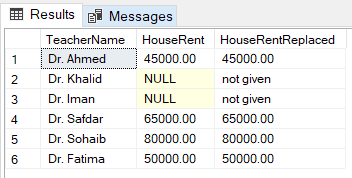 Results Messages
TeacherName HouseRent HouseRentReplaced
1 Dr. Ahmed 45000.00 45000.00
2 Dr. Khalid NULL not given
3 Dr. Iman NULL not given
4 Dr. Safdar 65000.00 65000.00
5 Dr. Sohaib 80000.00 80000.00
6 Dr. Fatima 50000.00 50000.00